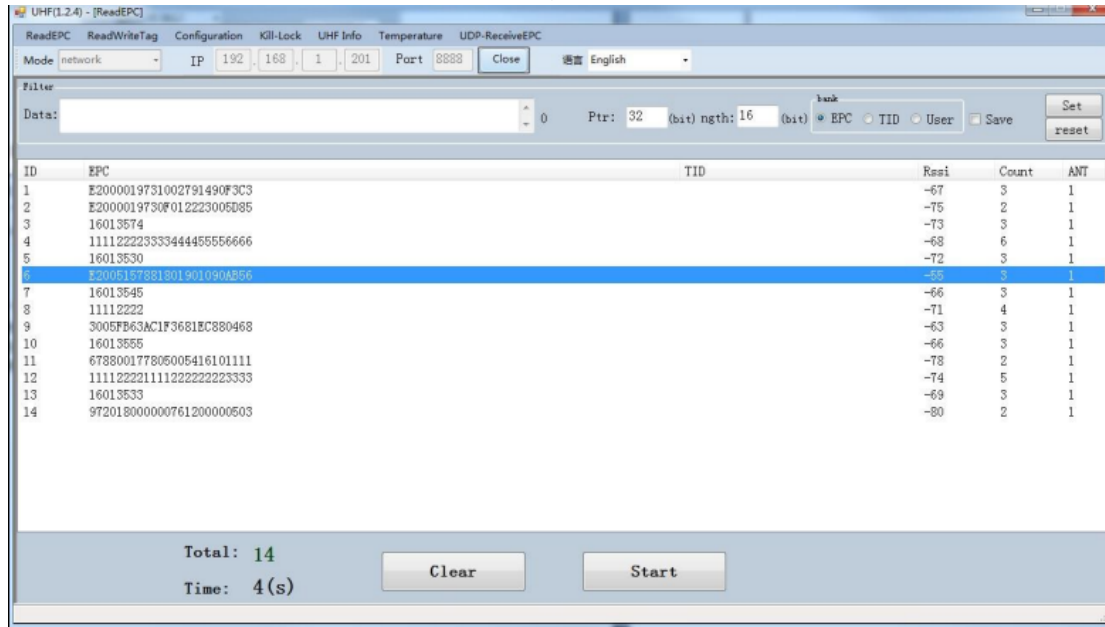 UHF(1.2.4) - [ReadEPC]
ReadEPC ReadWriteTag Configuration Kill-Lock UHF Info Temperature UDP-ReceiveEPC
Mode network IP 192 . 168 . 1 . 201 Port 8888 Close 语言 English
Filter
Data: 0 Ptr: 32 (bit) ngth: 16 (bit) bank EPC TID User Save Set
reset
ID EPC TID Rssi Count ANT
1 E2000019731002791490F3C3 -67 3 1
2 E2000019730F012223005D85 -75 2 1
3 16013574 -73 3 1
4 111122223333444455556666 -68 6 1
5 16013530 -72 3 1
6 E2005157881801901090AB56 -55 3 1
7 16013545 -66 3 1
8 11112222 -71 4 1
9 3005FB63AC1F3681EC880468 -63 3 1
10 16013555 -66 3 1
11 678800177805005416101111 -78 2 1
12 111122221111222222223333 -74 5 1
13 16013533 -69 3 1
14 972018000000761200000503 -80 2 1
Total: 14
Time: 4(s)
Clear Start